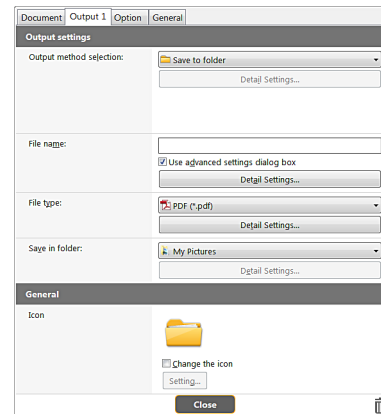 Document Output 1 Option General
Output settings
Output method selection: Save to folder
Detail Settings...
File name:
Use advanced settings dialog box
Detail Settings...
File type: PDF (*.pdf)
Detail Settings...
Save in folder: My Pictures
Detail Settings...
General
Icon
Change the icon
Setting...
Close